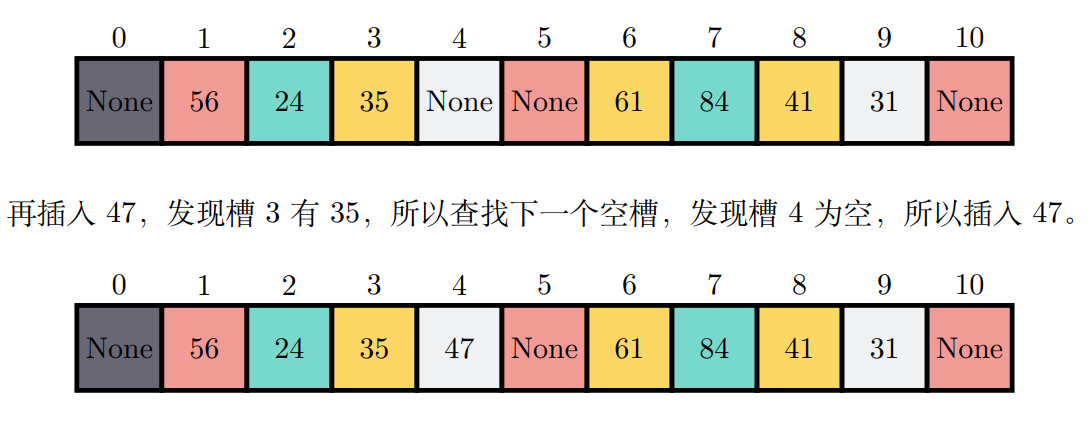 0 1 2 3 4 5 6 7 8 9 10
None 56 24 35 None None 61 84 41 31 None
再插入 47，发现槽 3 有 35，所以查找下一个空槽，发现槽 4 为空，所以插入 47。
0 1 2 3 4 5 6 7 8 9 10
None 56 24 35 47 None 61 84 41 31 None